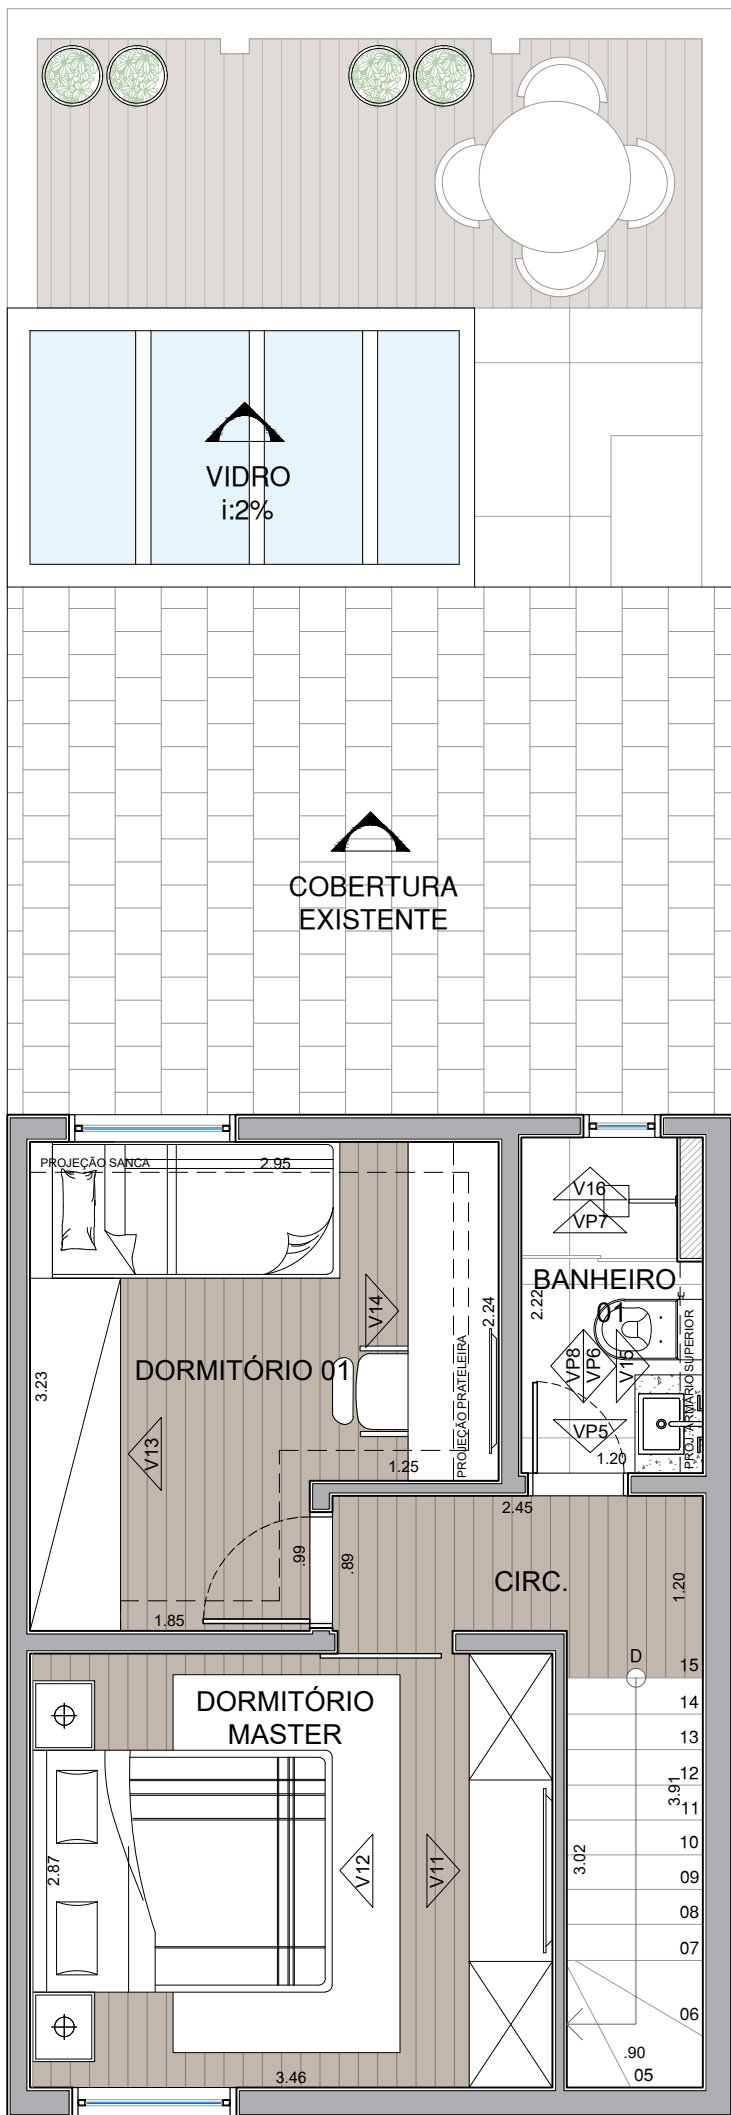 VIDRO
i:2%
COBERTURA
EXISTENTE
PROJEÇÃO SANCA
2.95
V16
VP7
BANHEIRO
01
2.22
2.24
V14
DORMITÓRIO 01
3.23
V13
PROJEÇÃO PRATELEIRA
VP8
VP6
V15
PROJ. ARMÁRIO SUPERIOR
VP5
1.20
1.25
2.45
.99
.89
CIRC.
1.20
1.85
D
15
DORMITÓRIO
MASTER
14
13
12
3.91
11
10
09
08
07
06
3.02
2.87
V12
V11
.90
05
3.46